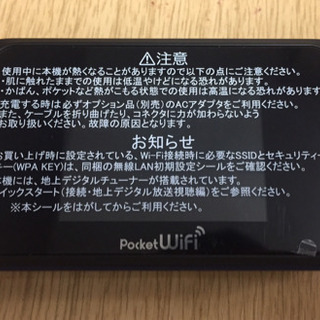 ⚠注意
使用中に本機が熱くなることがありますので以下の点にご注意ください。
・肌に触れたままでの使用は低温やけどになる恐れがあります。
・かばん、ポケットなど熱がこもる状態での使用は高温になる恐れがあります。
充電する時は必ずオプション品（別売）のACアダプタをご利用ください。
また、ケーブルを折り曲げたり、コネクタに力が加わらないよう
お取り扱いください。故障の原因となります。
お知らせ
お買い上げ時に設定されている、Wi-Fi接続時に必要なSSIDとセキュリティ
キー（WPA KEY）は、同梱の無線LAN初期設定シールをご確認ください。
本機には、地上デジタルチューナーが搭載されています。
イックスタート（接続・地上デジタル放送視聴編）をご参照ください。
※本シールをはがしてからご利用ください。
Pocket WiFi